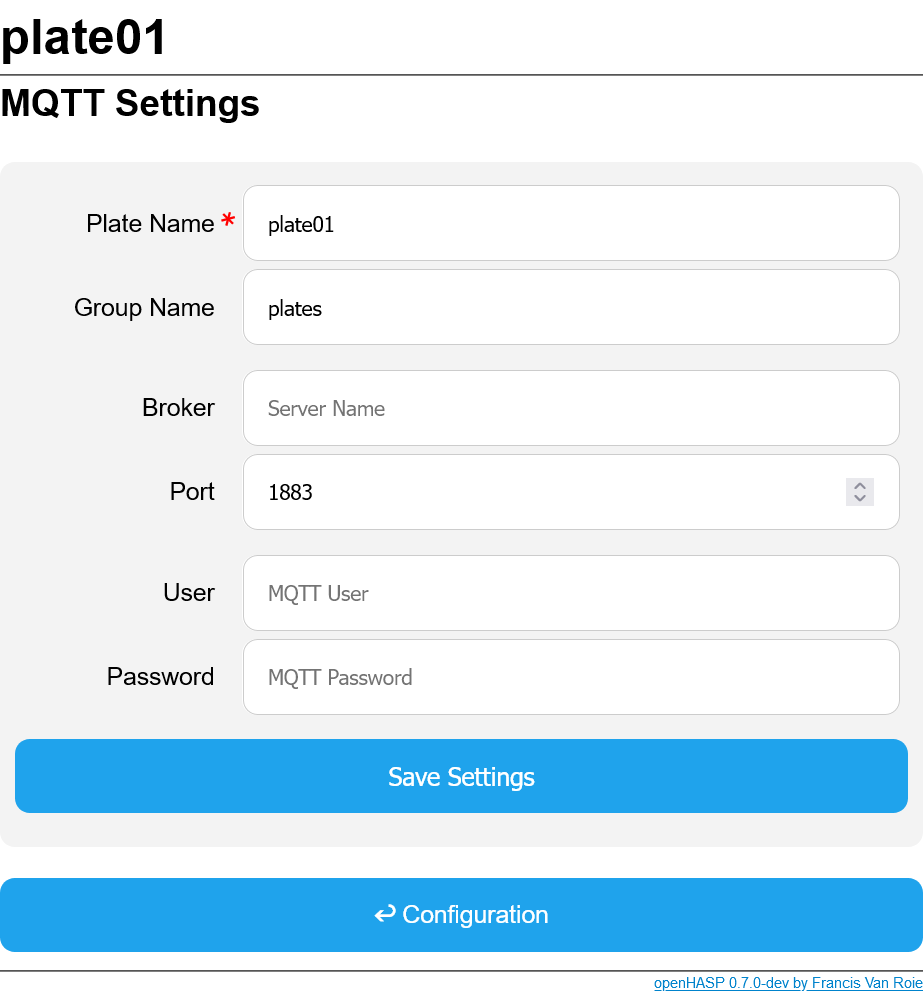 plate01
MQTT Settings
Plate Name * plate01
Group Name plates
Broker Server Name
Port 1883
User MQTT User
Password MQTT Password
Save Settings
↩ Configuration
openHASP 0.7.0-dev by Francis Van Roie